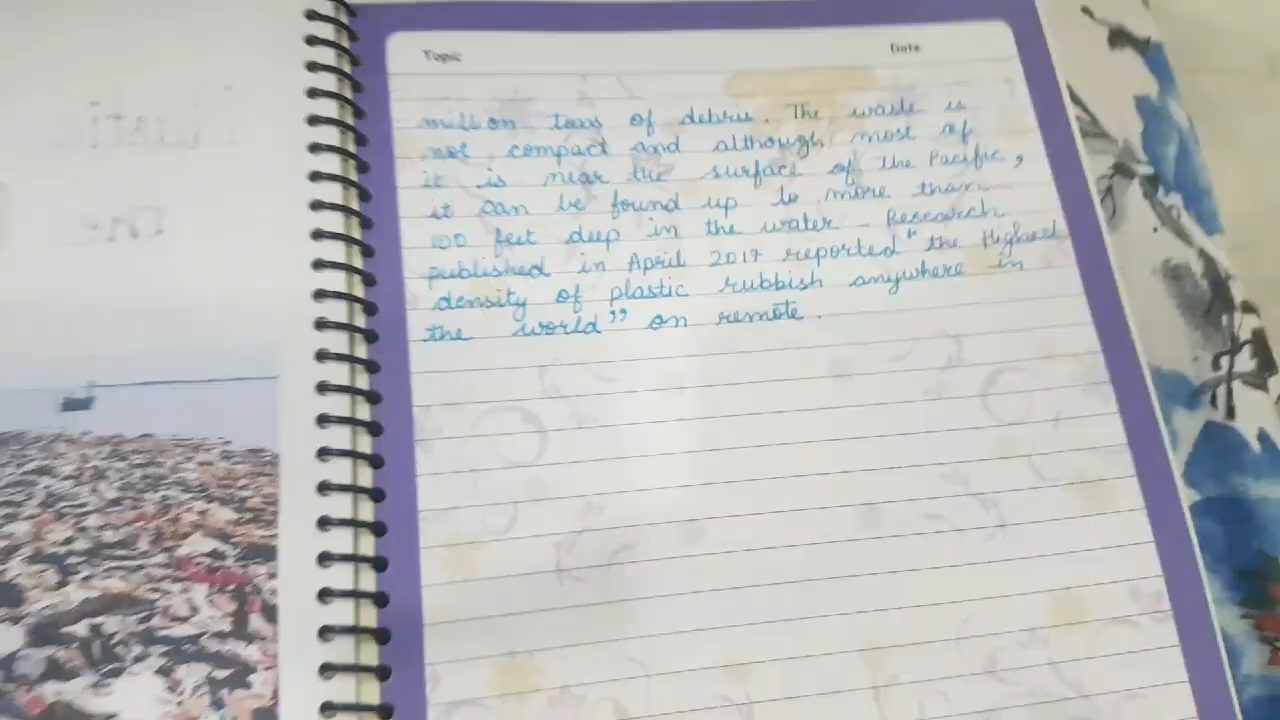 Topic Date
million tons of debris. The waste is
not compact and although most of
it is near the surface of the Pacific,
it can be found up to more than
100 feet deep in the water. Research
published in April 2017 reported "the Highest
density of plastic rubbish anywhere in
the world" on remote.